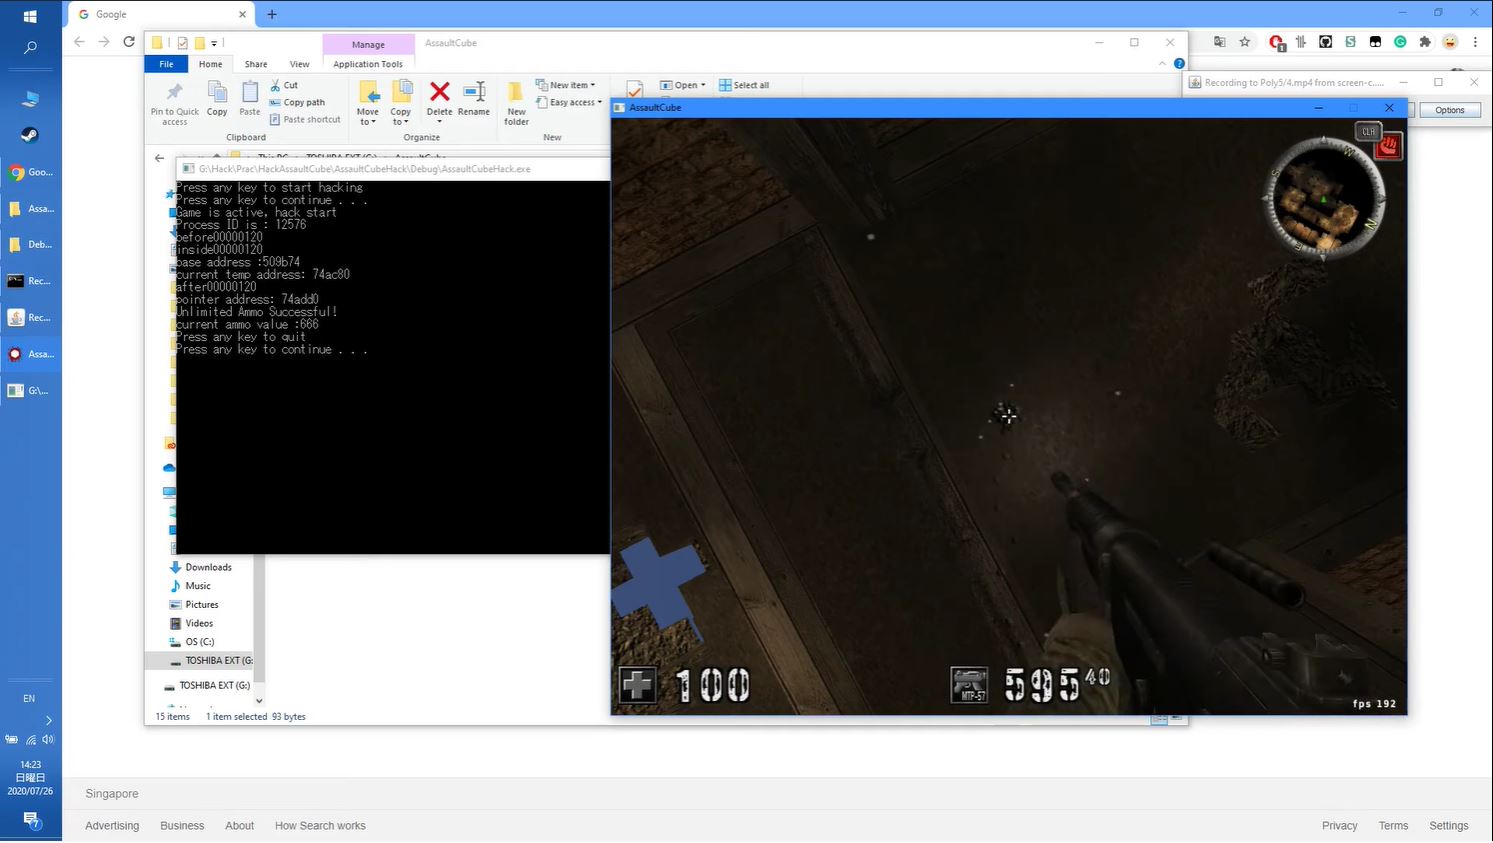 Google
AssaultCube
Manage
File
Home
Share
View
Application Tools
Pin to Quick access
Copy
Paste
Cut
Copy path
Paste shortcut
Clipboard
Move to
Copy to
Delete
Rename
Organize
New folder
New item
Easy access
New
Open
Select all
Recording to Poly5/4.mp4 from screen-c.....
Options
G:\Hack\Prac\HackAssaultCube\AssaultCubeHack\Debug\AssaultCubeHack.exe
Press any key to start hacking
Press any key to continue . . .
Game is active, hack start
Process ID is : 12576
before00000120
inside00000120
base address :509b74
current temp address: 74ac80
after00000120
pointer address: 74add0
Unlimited Ammo Successful!
current ammo value :666
Press any key to quit
Press any key to continue . . .
AssaultCube
CLA
W
S
N
E
MTP-57
100
595
40
fps 192
Downloads
Music
Pictures
Videos
OS (C:)
TOSHIBA EXT (G:
TOSHIBA EXT (G:)
15 items
1 item selected 93 bytes
Goo...
Assa...
Deb...
Rec...
Rec...
Assa...
G:\...
EN
14:23
日曜日
2020/07/26
7
Singapore
Advertising
Business
About
How Search works
Privacy
Terms
Settings